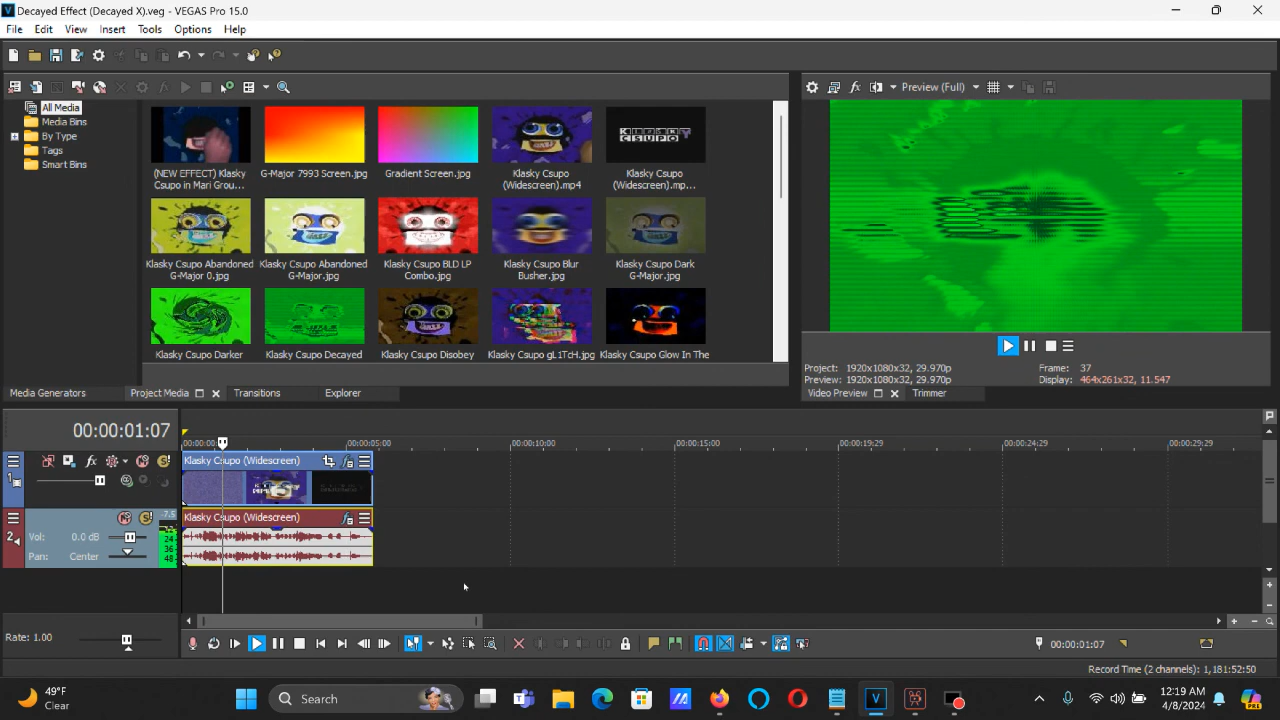 Decayed Effect (Decayed X).veg - VEGAS Pro 15.0
File Edit View Insert Tools Options Help
All Media
Media Bins
By Type
Tags
Smart Bins
(NEW EFFECT) Klasky Csupo in Mari Grou...
G-Major 7993 Screen.jpg
Gradient Screen.jpg
Klasky Csupo (Widescreen).mp4
Klasky Csupo (Widescreen).mp...
Klasky Csupo Abandoned G-Major 0.jpg
Klasky Csupo Abandoned G-Major.jpg
Klasky Csupo BLD LP Combo.jpg
Klasky Csupo Blur Busher.jpg
Klasky Csupo Dark G-Major.jpg
Klasky Csupo Darker
Klasky Csupo Decayed
Klasky Csupo Disobey
Klasky Csupo gL1TcH.jpg
Klasky Csupo Glow In The
Media Generators
Project Media
Transitions
Explorer
Preview (Full)
Project: 1920x1080x32, 29.970p
Preview: 1920x1080x32, 29.970p
Frame: 37
Display: 464x261x32, 11.547
Video Preview
Trimmer
00:00:01:07
00:00:00
00:00:05:00
00:00:10:00
00:00:15:00
00:00:19:29
00:00:24:29
00:00:29:29
1
Klasky Csupo (Widescreen)
2
Klasky Csupo (Widescreen)
-7.5
24
36
48
Vol: 0.0 dB
Pan: Center
Rate: 1.00
00:00:01:07
Record Time (2 channels): 1,181:52:50
49°F
Clear
Search
12:19 AM
4/8/2024